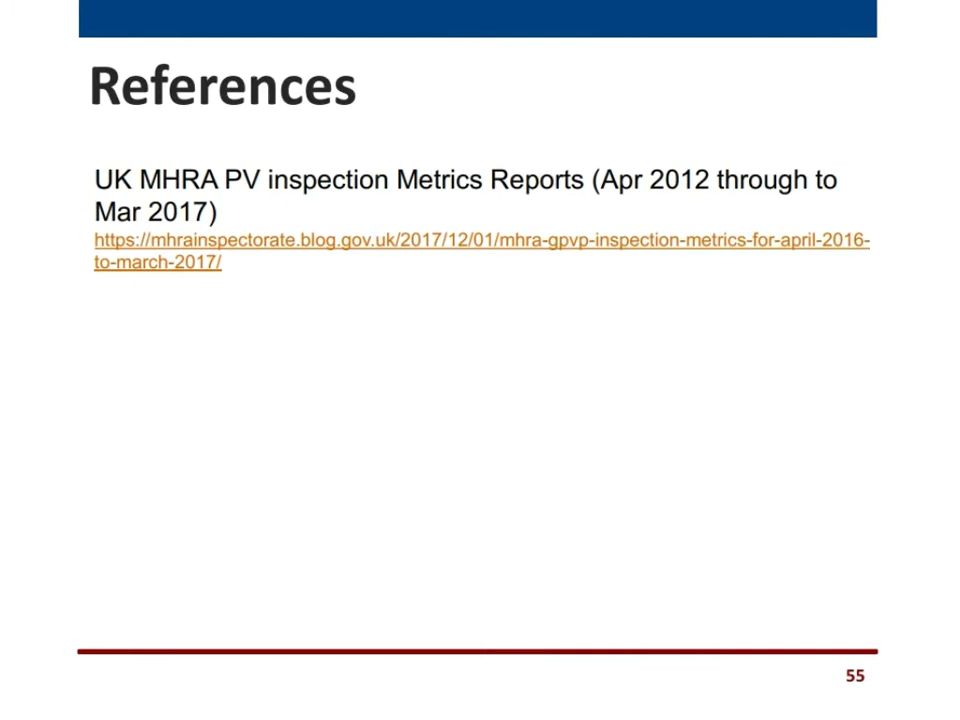 References
UK MHRA PV inspection Metrics Reports (Apr 2012 through to
Mar 2017)
https://mhrainspectorate.blog.gov.uk/2017/12/01/mhra-gpvp-inspection-metrics-for-april-2016-
to-march-2017/
55